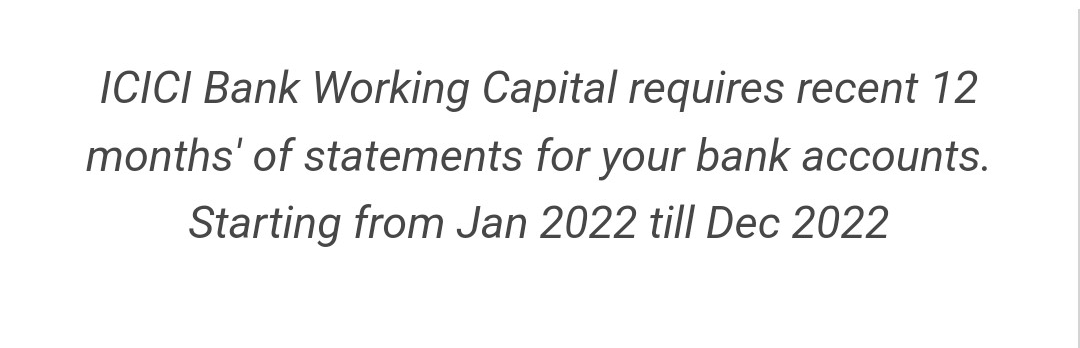 ICICI Bank Working Capital requires recent 12
months' of statements for your bank accounts.
Starting from Jan 2022 till Dec 2022